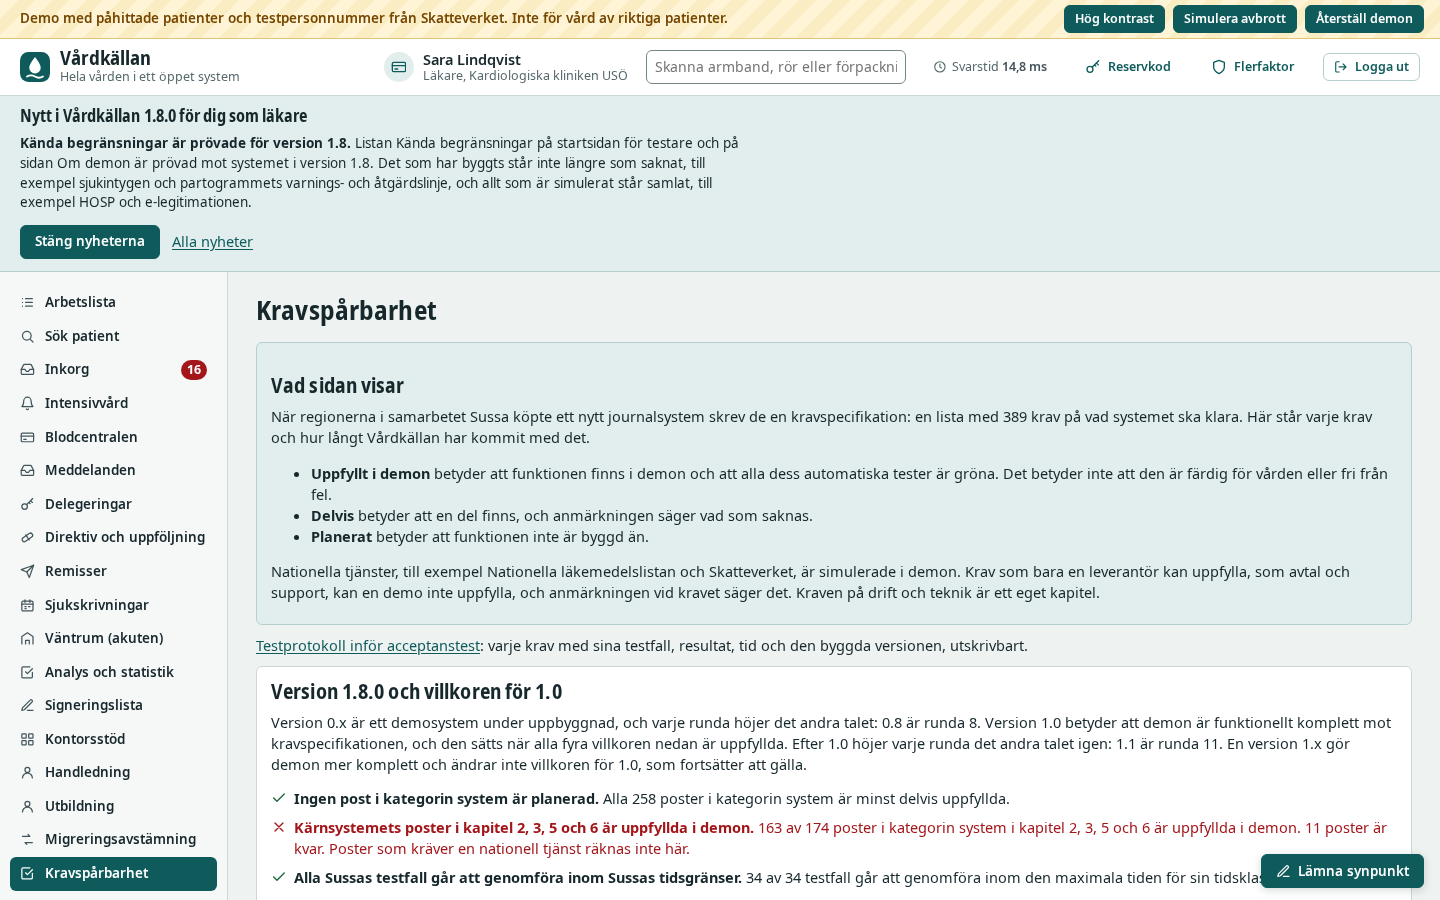 Demo med påhittade patienter och testpersonnummer från Skatteverket. Inte för vård av riktiga patienter.
Hög kontrast
Simulera avbrott
Återställ demon
Vårdkällan
Hela vården i ett öppet system
Sara Lindqvist
Läkare, Kardiologiska kliniken USÖ
Skanna armband, rör eller förpackni
Svarstid 14,8 ms
Reservkod
Flerfaktor
Logga ut
Nytt i Vårdkällan 1.8.0 för dig som läkare
Kända begränsningar är prövade för version 1.8. Listan Kända begränsningar på startsidan för testare och på
sidan Om demon är prövad mot systemet i version 1.8. Det som har byggts står inte längre som saknat, till
exempel sjukintygen och partogrammets varnings- och åtgärdslinje, och allt som är simulerat står samlat, till
exempel HOSP och e-legitimationen.
Stäng nyheterna
Alla nyheter
Arbetslista
Sök patient
Inkorg
16
Intensivvård
Blodcentralen
Meddelanden
Delegeringar
Direktiv och uppföljning
Remisser
Sjukskrivningar
Väntrum (akuten)
Analys och statistik
Signeringslista
Kontorsstöd
Handledning
Utbildning
Migreringsavstämning
Kravspårbarhet
Kravspårbarhet
Vad sidan visar
När regionerna i samarbetet Sussa köpte ett nytt journalsystem skrev de en kravspecifikation: en lista med 389 krav på vad systemet ska klara. Här står varje krav
och hur långt Vårdkällan har kommit med det.
Uppfyllt i demon betyder att funktionen finns i demon och att alla dess automatiska tester är gröna. Det betyder inte att den är färdig för vården eller fri från
fel.
Delvis betyder att en del finns, och anmärkningen säger vad som saknas.
Planerat betyder att funktionen inte är byggd än.
Nationella tjänster, till exempel Nationella läkemedelslistan och Skatteverket, är simulerade i demon. Krav som bara en leverantör kan uppfylla, som avtal och
support, kan en demo inte uppfylla, och anmärkningen vid kravet säger det. Kraven på drift och teknik är ett eget kapitel.
Testprotokoll inför acceptanstest: varje krav med sina testfall, resultat, tid och den byggda versionen, utskrivbart.
Version 1.8.0 och villkoren för 1.0
Version 0.x är ett demosystem under uppbyggnad, och varje runda höjer det andra talet: 0.8 är runda 8. Version 1.0 betyder att demon är funktionellt komplett mot
kravspecifikationen, och den sätts när alla fyra villkoren nedan är uppfyllda. Efter 1.0 höjer varje runda det andra talet igen: 1.1 är runda 11. En version 1.x gör
demon mer komplett och ändrar inte villkoren för 1.0, som fortsätter att gälla.
Ingen post i kategorin system är planerad. Alla 258 poster i kategorin system är minst delvis uppfyllda.
Kärnsystemets poster i kapitel 2, 3, 5 och 6 är uppfyllda i demon. 163 av 174 poster i kategorin system i kapitel 2, 3, 5 och 6 är uppfyllda i demon. 11 poster är
kvar. Poster som kräver en nationell tjänst räknas inte här.
Alla Sussas testfall går att genomföra inom Sussas tidsgränser. 34 av 34 testfall går att genomföra inom den maximala tiden för sin
Lämna synpunkt